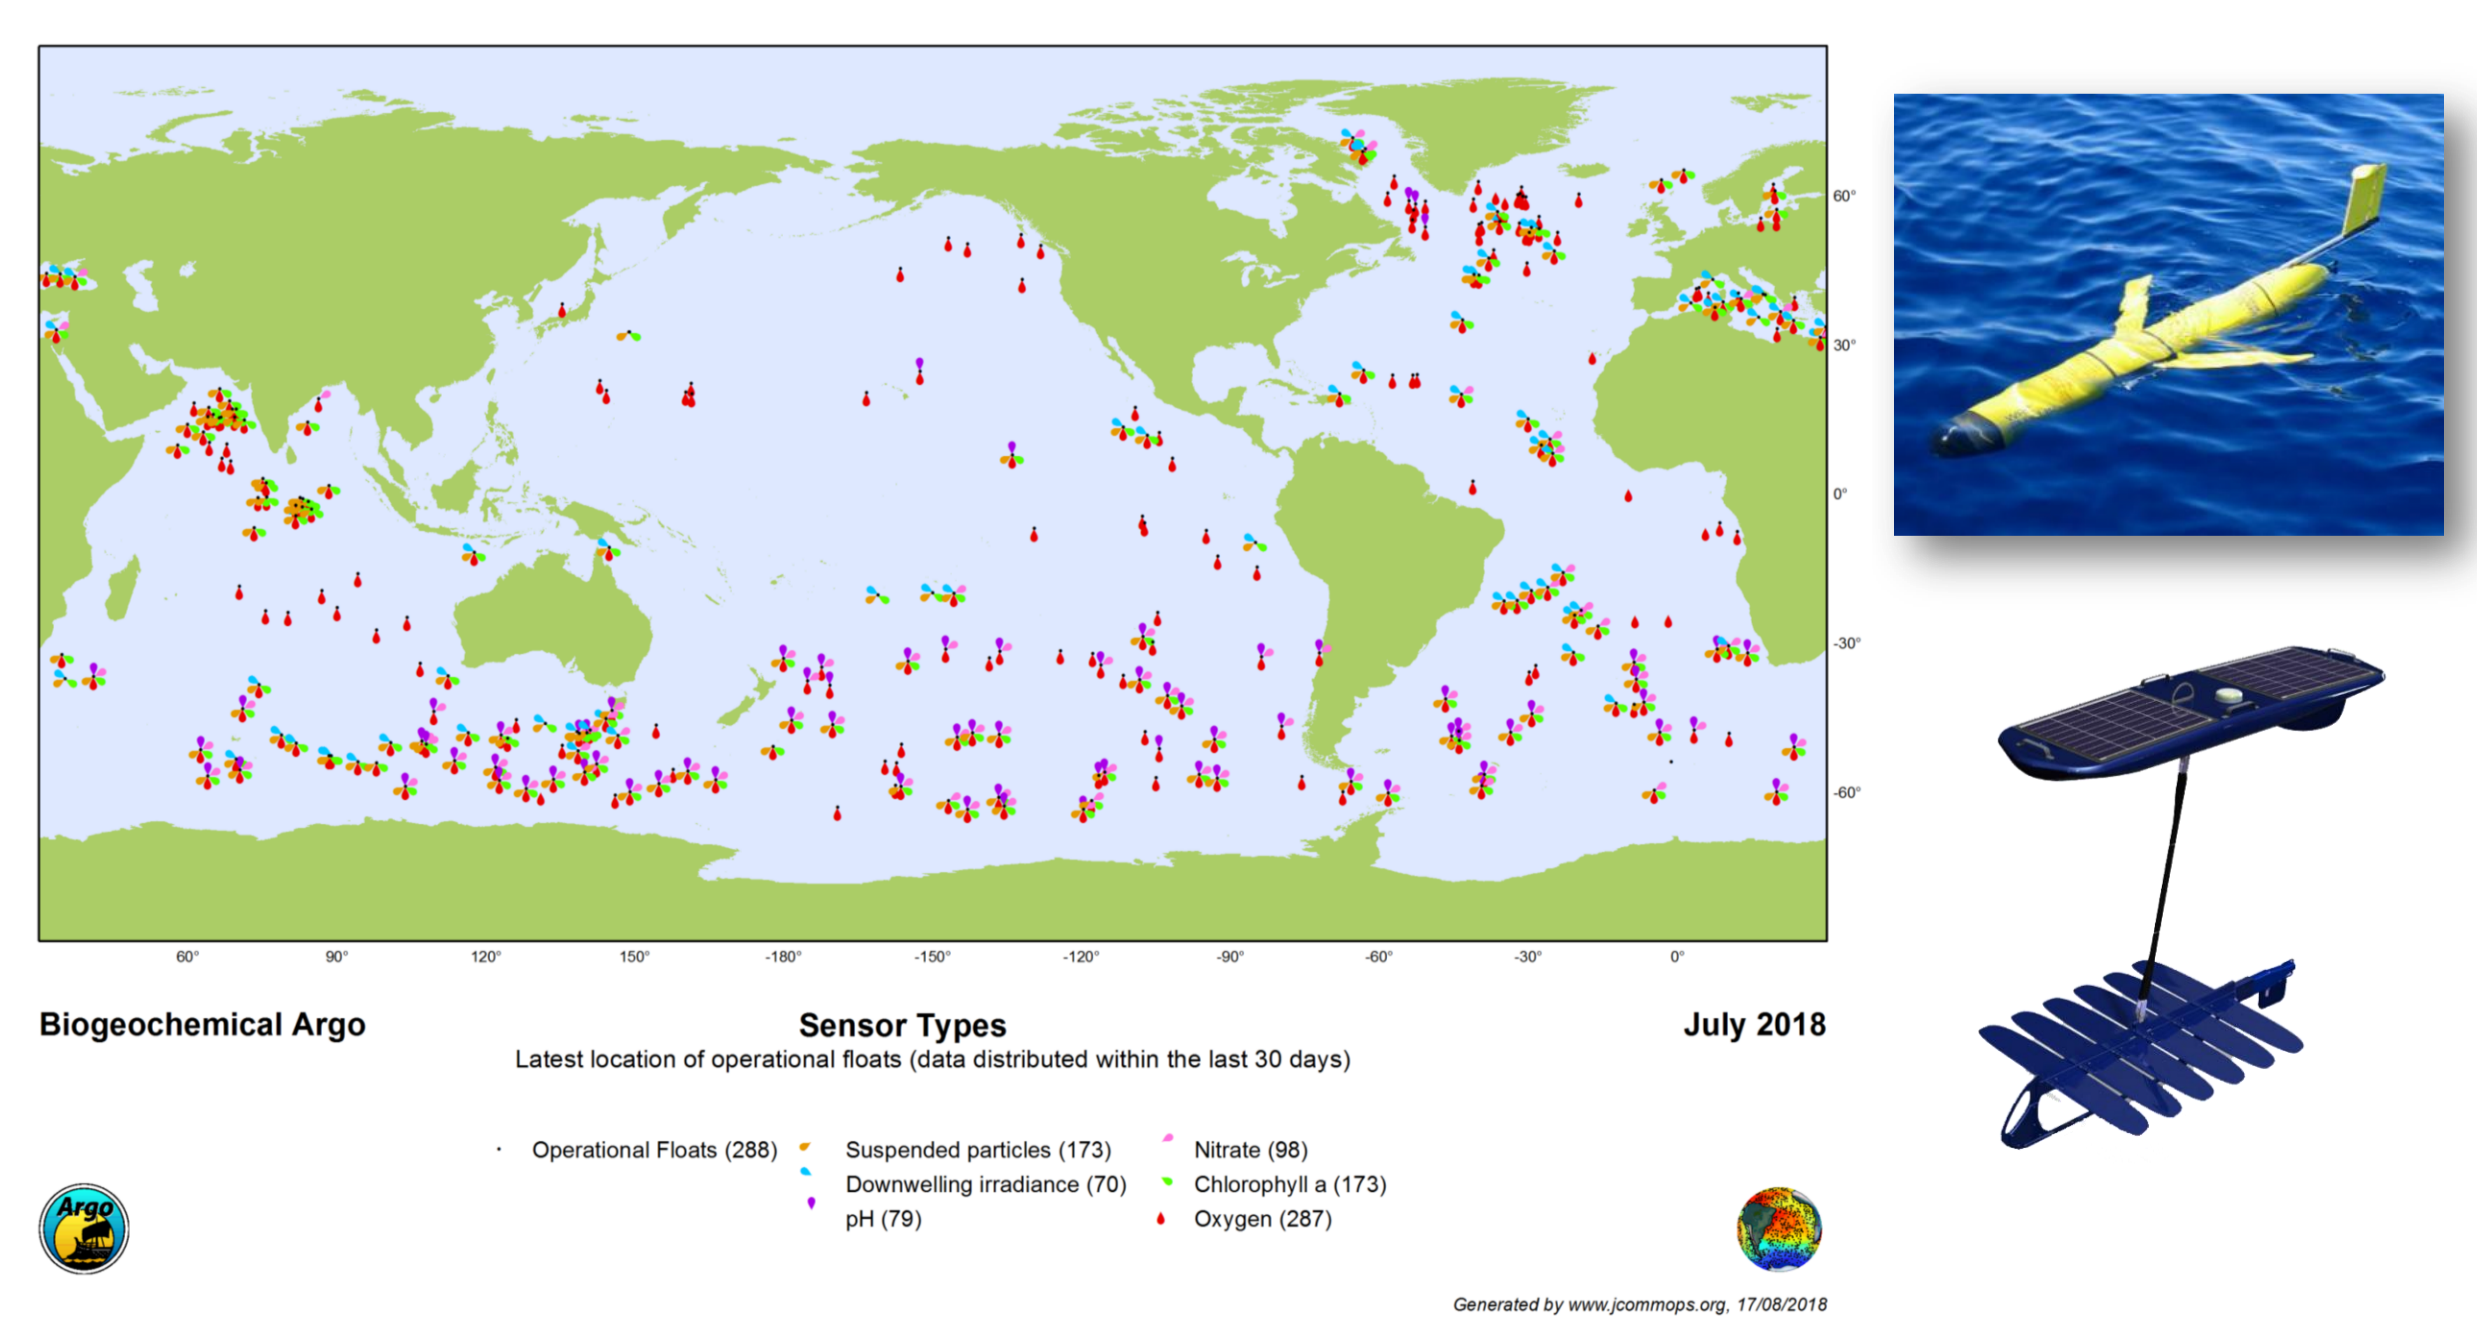 60°
30°
0°
-30°
-60°
60°
90°
120°
150°
-180°
-150°
-120°
-90°
-60°
-30°
0°
Biogeochemical Argo
Sensor Types
July 2018
Latest location of operational floats (data distributed within the last 30 days)
Operational Floats (288)
Suspended particles (173)
Nitrate (98)
Downwelling irradiance (70)
Chlorophyll a (173)
pH (79)
Oxygen (287)
Argo
Generated by www.jcommops.org, 17/08/2018